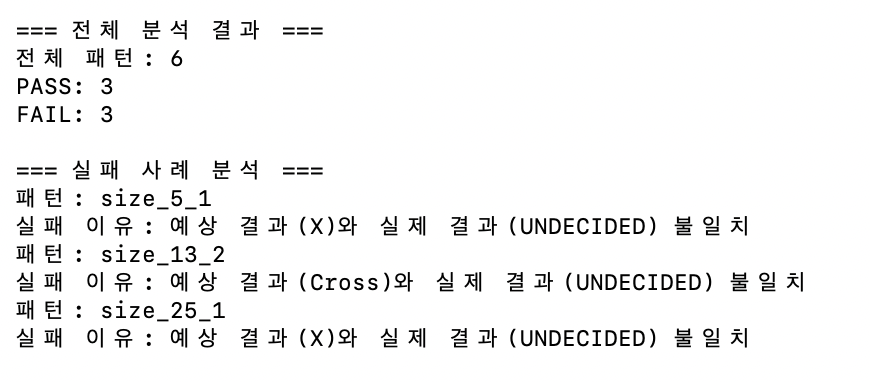 === 전체 분석 결과 ===
전체 패턴: 6
PASS: 3
FAIL: 3
=== 실패 사례 분석 ===
패턴: size_5_1
실패 이유: 예상 결과(X)와 실제 결과(UNDECIDED) 불일치
패턴: size_13_2
실패 이유: 예상 결과(Cross)와 실제 결과(UNDECIDED) 불일치
패턴: size_25_1
실패 이유: 예상 결과(X)와 실제 결과(UNDECIDED) 불일치